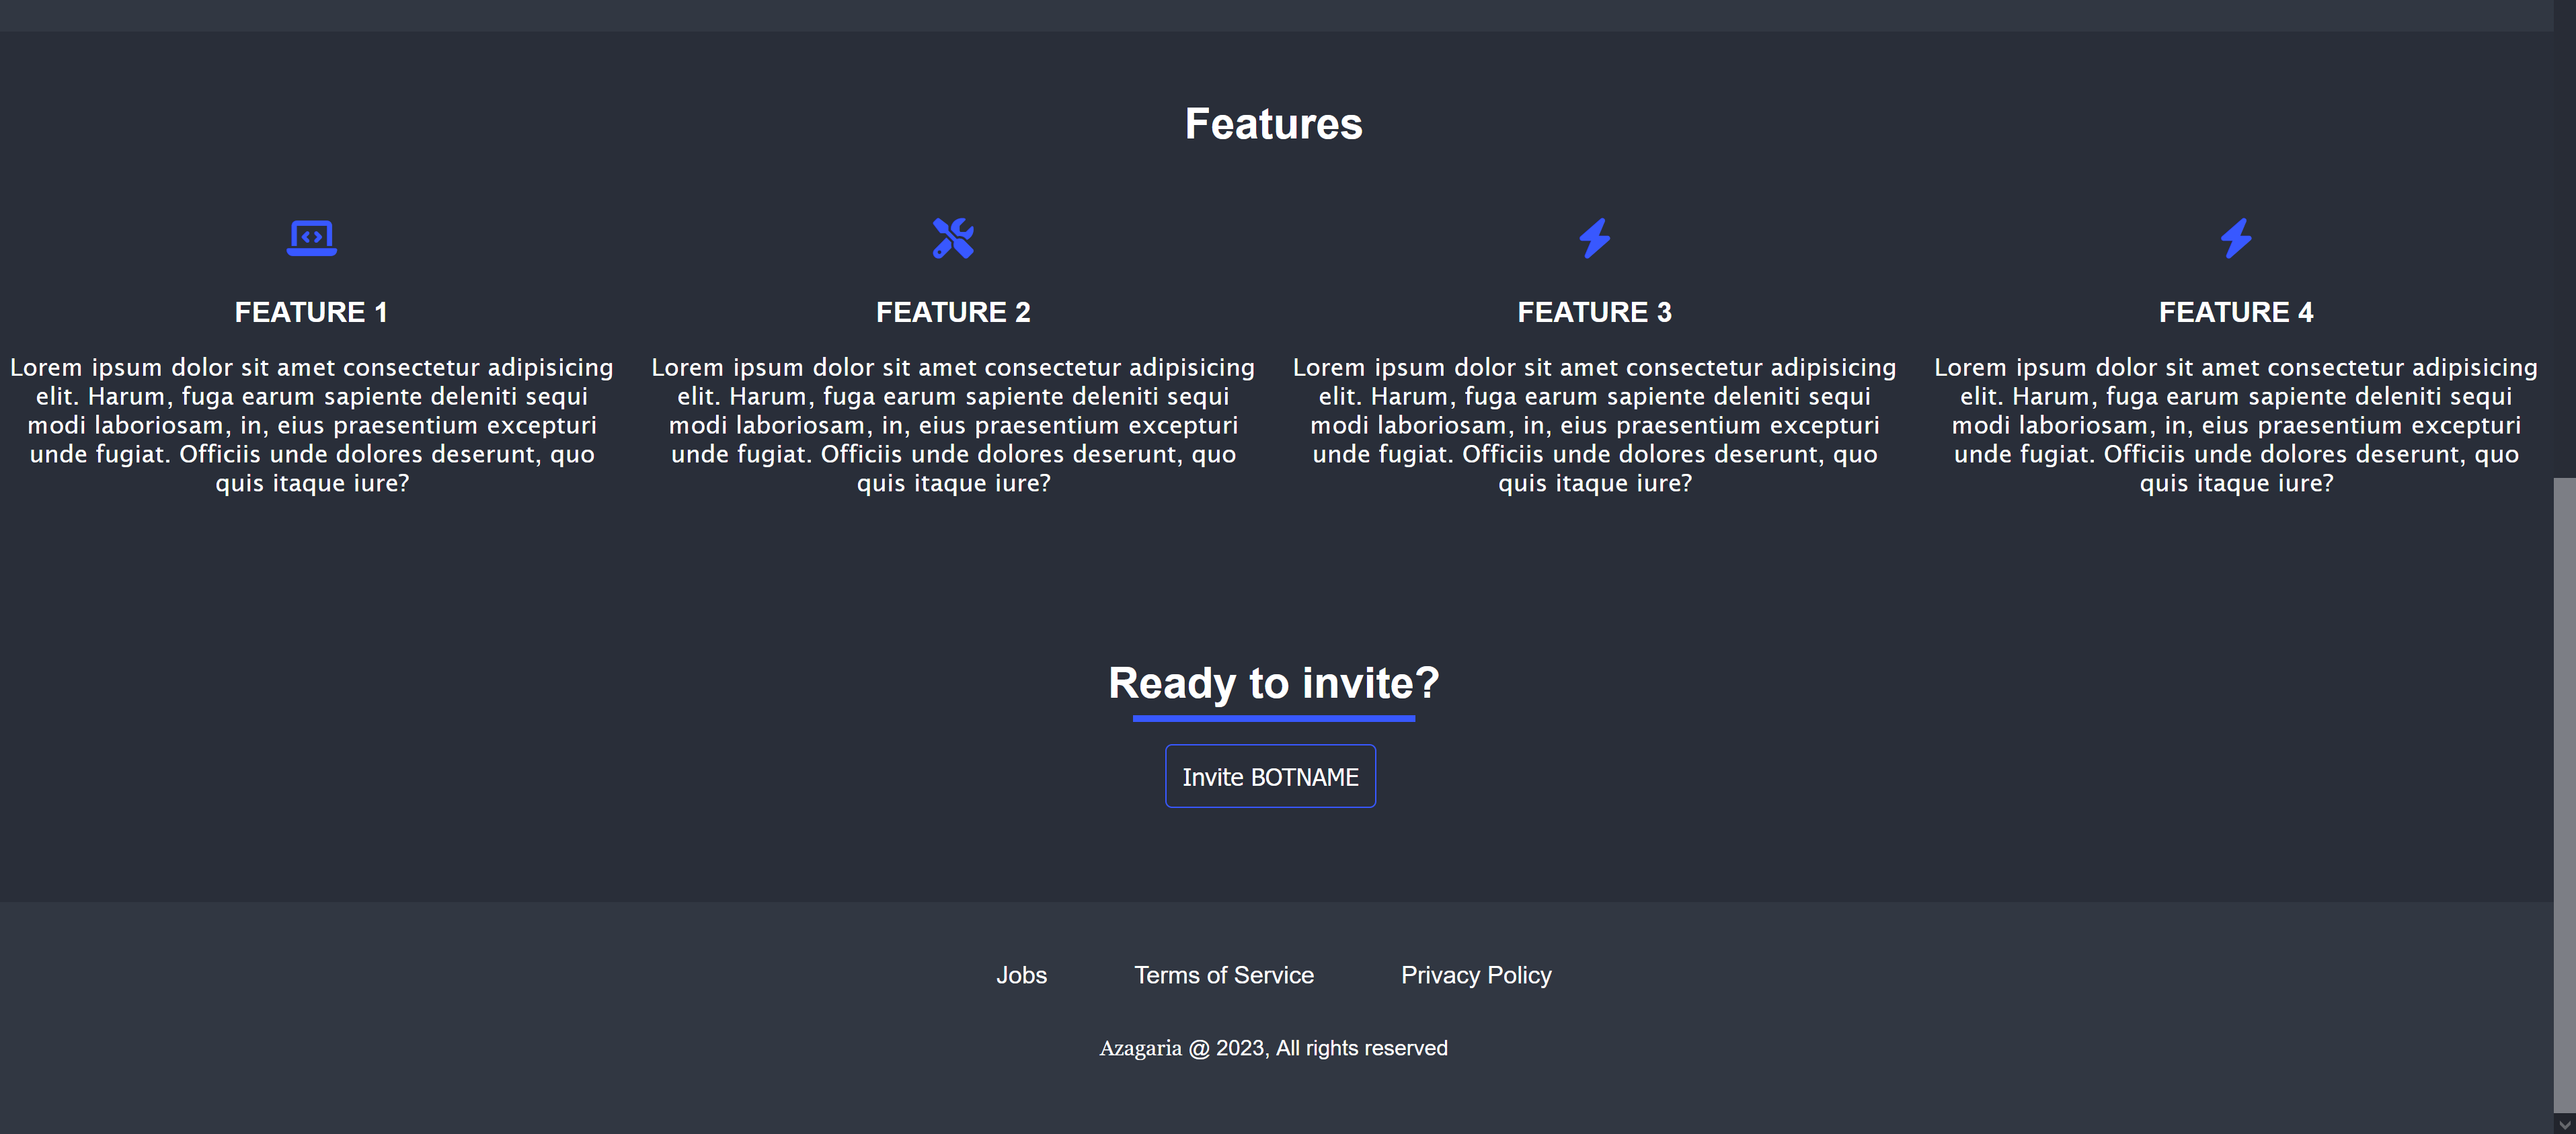 Features
FEATURE 1
Lorem ipsum dolor sit amet consectetur adipisicing
elit. Harum, fuga earum sapiente deleniti sequi
modi laboriosam, in, eius praesentium excepturi
unde fugiat. Officiis unde dolores deserunt, quo
quis itaque iure?
FEATURE 2
Lorem ipsum dolor sit amet consectetur adipisicing
elit. Harum, fuga earum sapiente deleniti sequi
modi laboriosam, in, eius praesentium excepturi
unde fugiat. Officiis unde dolores deserunt, quo
quis itaque iure?
FEATURE 3
Lorem ipsum dolor sit amet consectetur adipisicing
elit. Harum, fuga earum sapiente deleniti sequi
modi laboriosam, in, eius praesentium excepturi
unde fugiat. Officiis unde dolores deserunt, quo
quis itaque iure?
FEATURE 4
Lorem ipsum dolor sit amet consectetur adipisicing
elit. Harum, fuga earum sapiente deleniti sequi
modi laboriosam, in, eius praesentium excepturi
unde fugiat. Officiis unde dolores deserunt, quo
quis itaque iure?
Ready to invite?
Invite BOTNAME
Jobs Terms of Service Privacy Policy
Azagaria @ 2023, All rights reserved